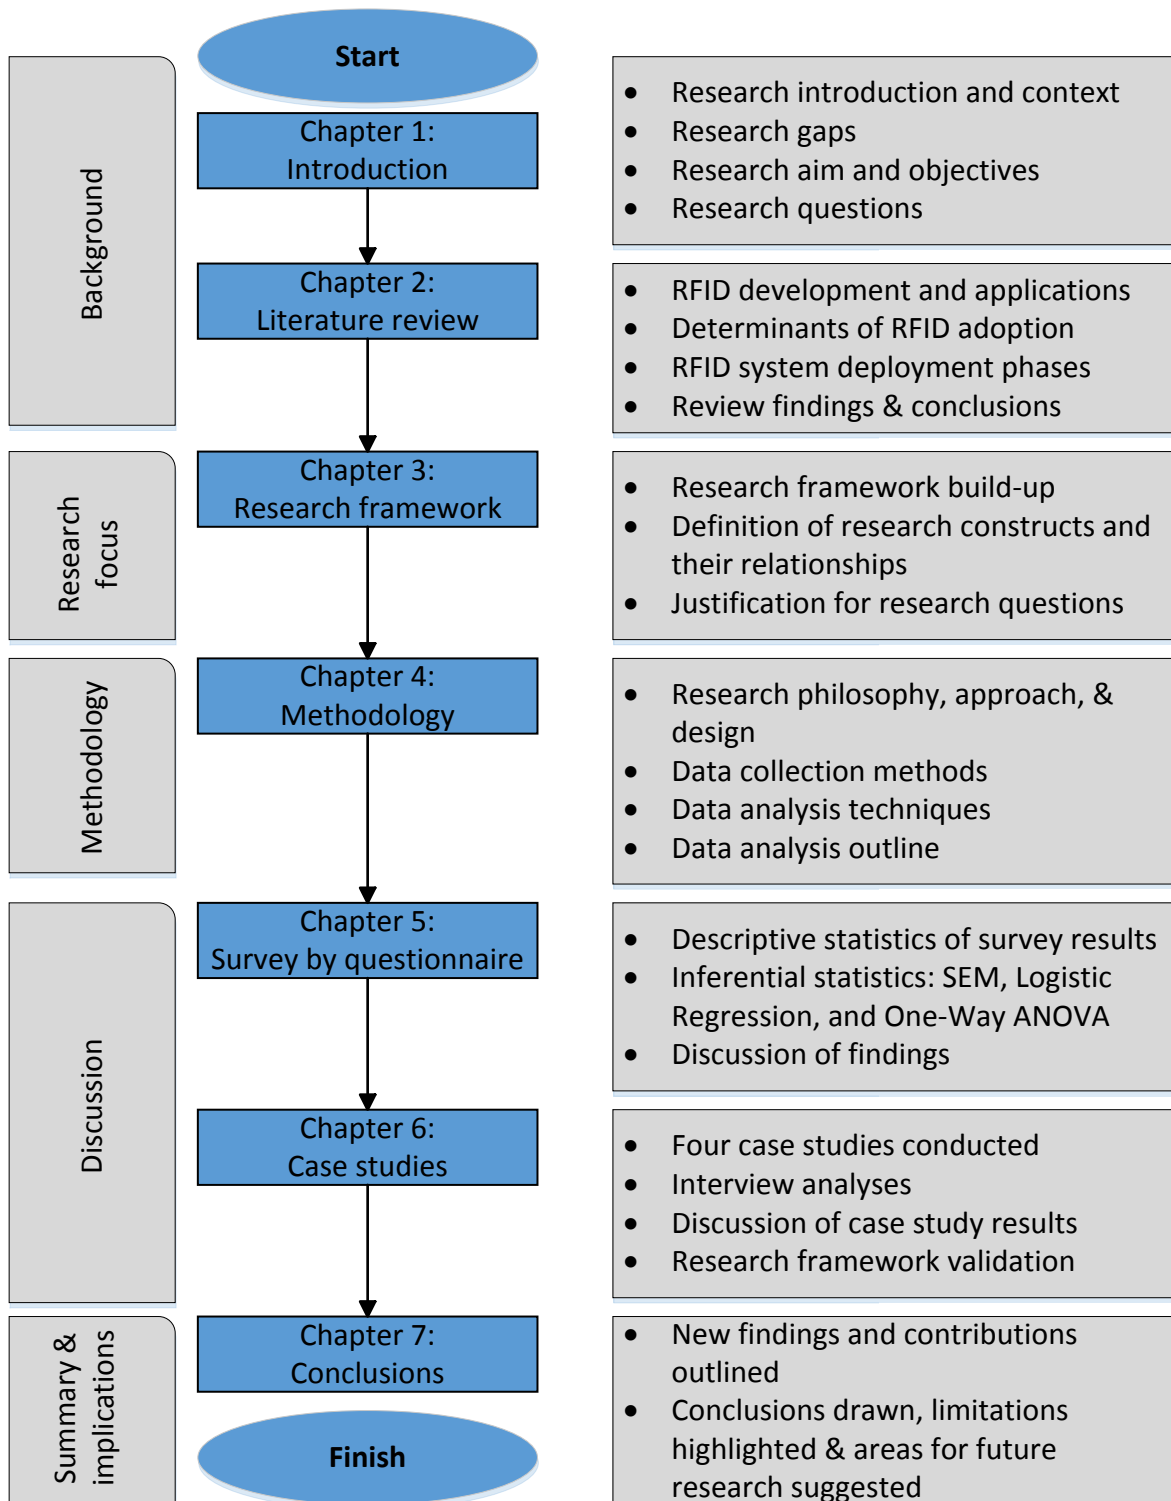 Start
Background
Chapter 1:
Introduction
• Research introduction and context
• Research gaps
• Research aim and objectives
• Research questions
Chapter 2:
Literature review
• RFID development and applications
• Determinants of RFID adoption
• RFID system deployment phases
• Review findings & conclusions
Research
focus
Chapter 3:
Research framework
• Research framework build-up
• Definition of research constructs and
their relationships
• Justification for research questions
Methodology
Chapter 4:
Methodology
• Research philosophy, approach, &
design
• Data collection methods
• Data analysis techniques
• Data analysis outline
Discussion
Chapter 5:
Survey by questionnaire
• Descriptive statistics of survey results
• Inferential statistics: SEM, Logistic
Regression, and One-Way ANOVA
• Discussion of findings
Chapter 6:
Case studies
• Four case studies conducted
• Interview analyses
• Discussion of case study results
• Research framework validation
Summary &
implications
Chapter 7:
Conclusions
• New findings and contributions
outlined
• Conclusions drawn, limitations
highlighted & areas for future
research suggested
Finish